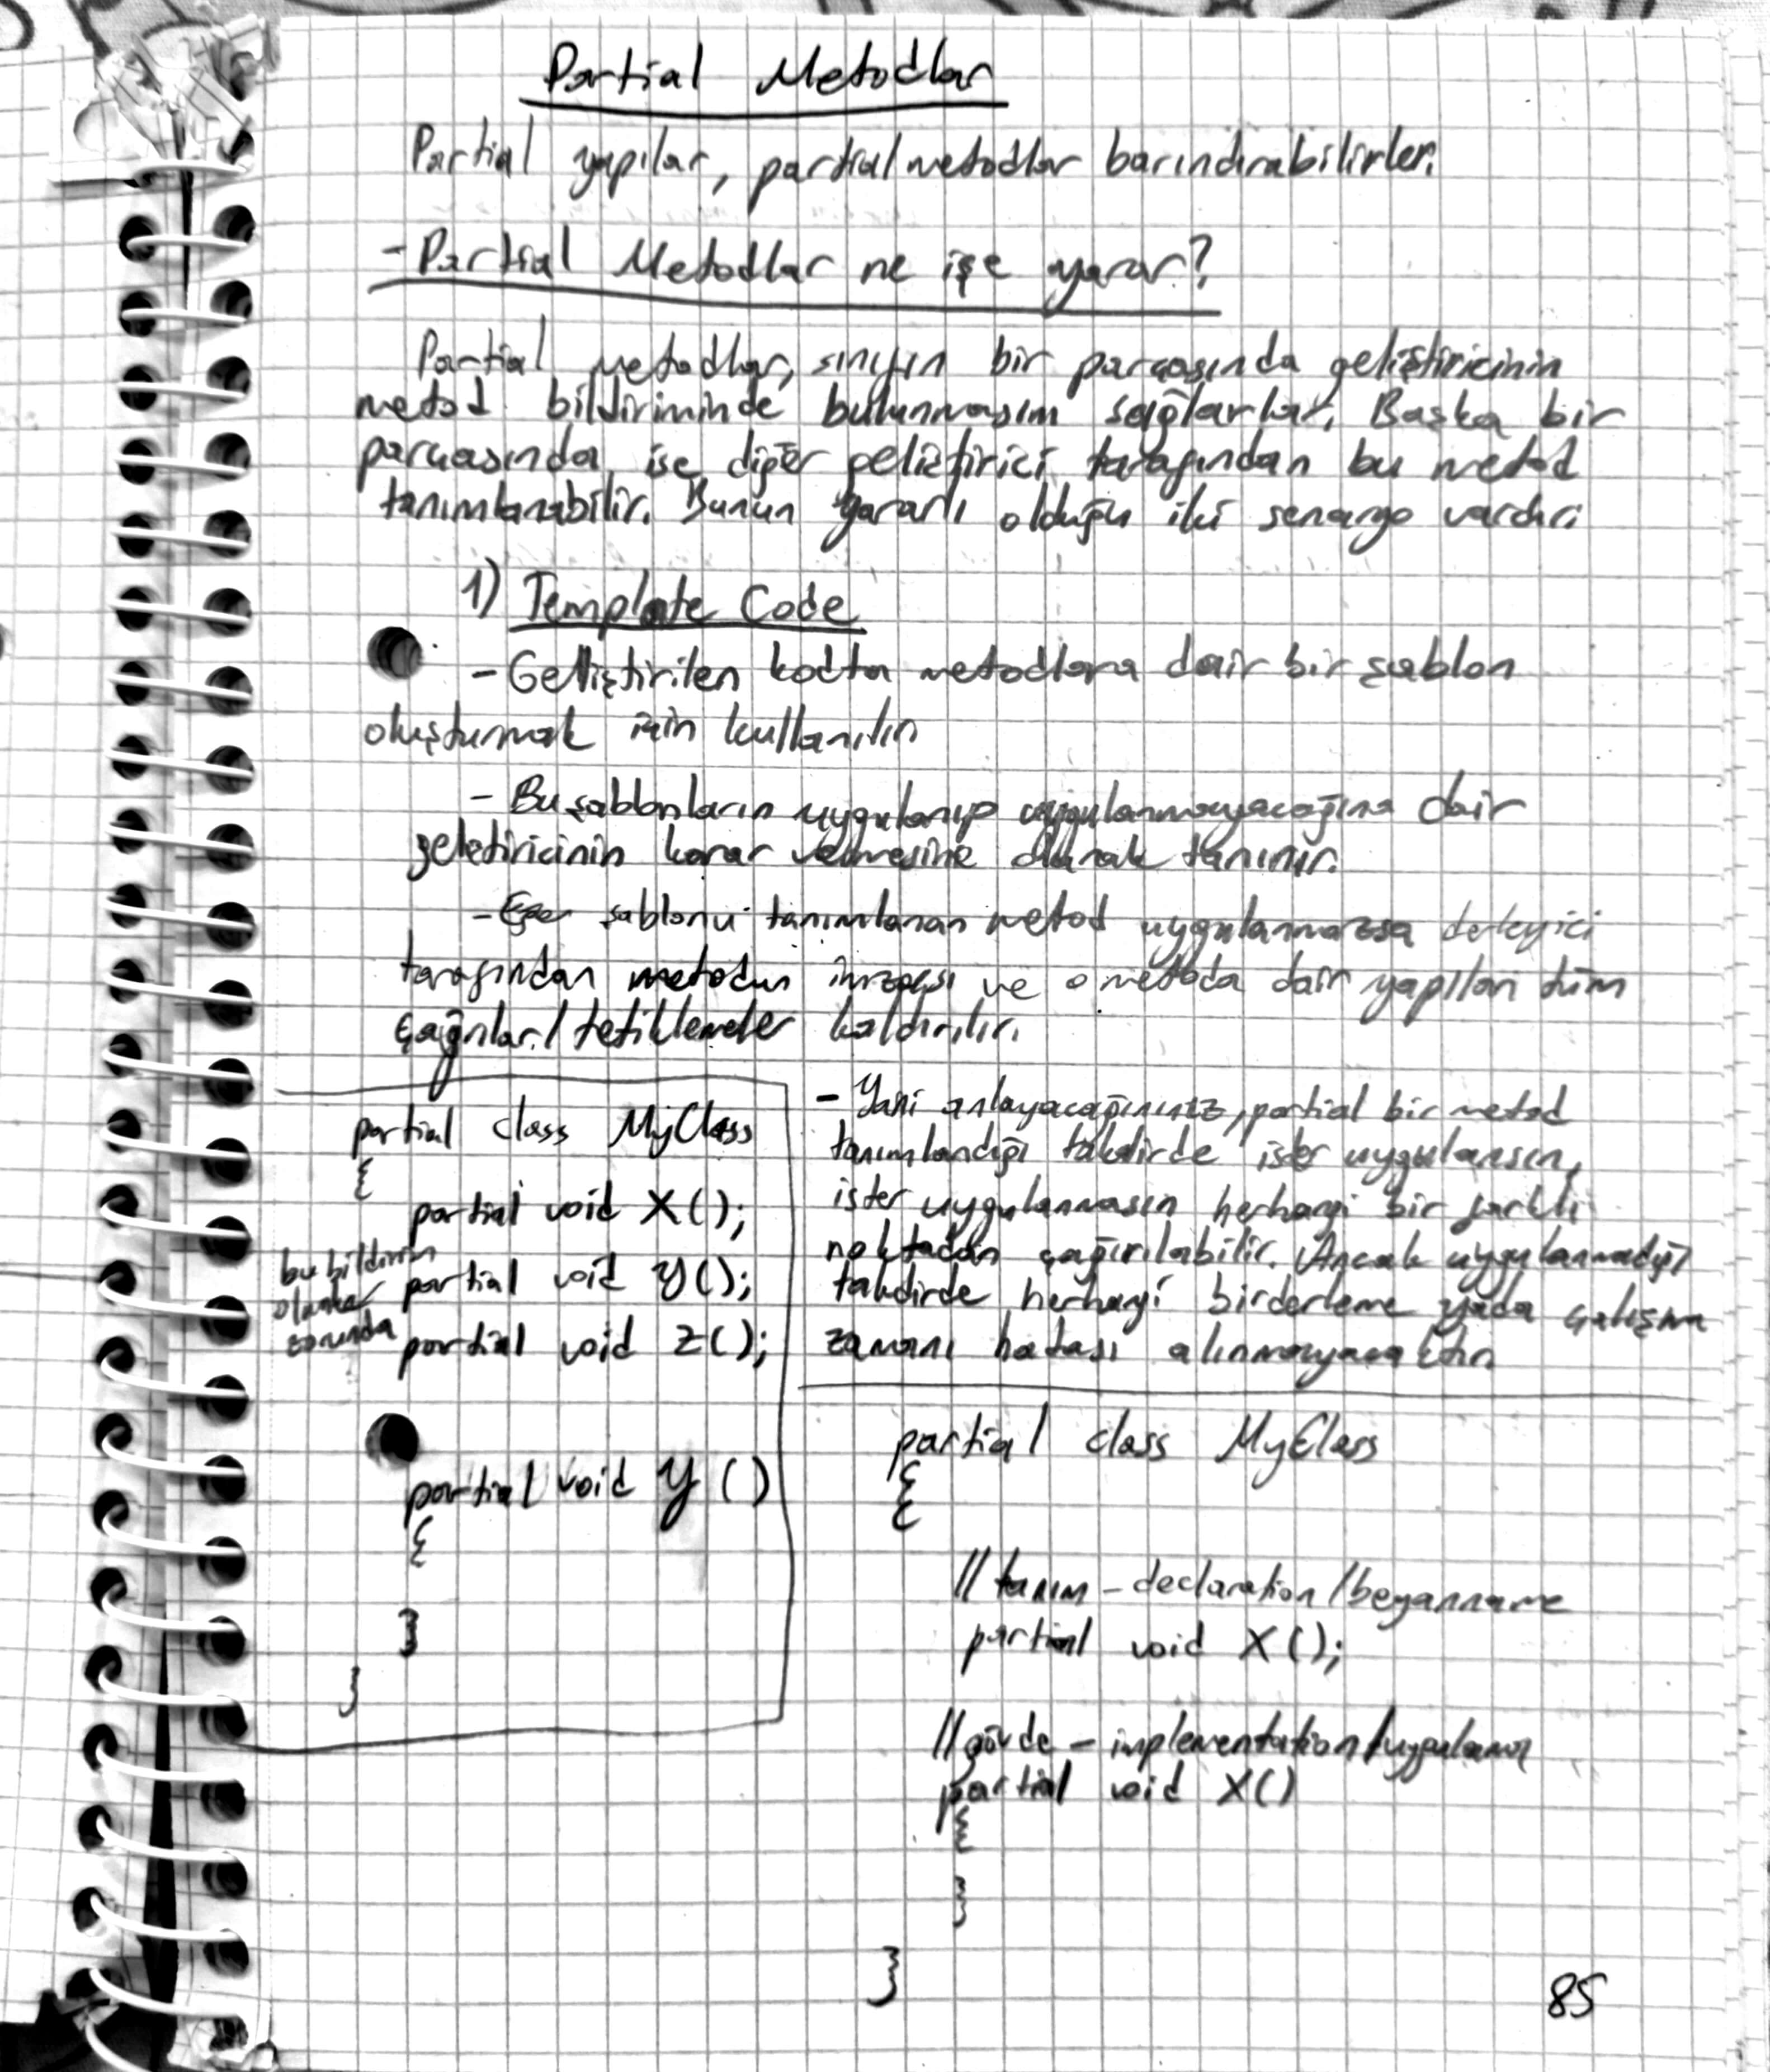 Partial Metodlar
Partial yapılar, partial metodlar barındırabilirler.
- Partial Metodlar ne işe yarar?
Partial metodlar, sınıfın bir parçasında geliştiricinin
metod bildiriminde bulunmasını sağlarlar. Başka bir
parçasında ise diğer geliştirici tarafından bu metod
tanımlanabilir. Bunun yararlı olduğu iki senaryo vardır:
1) Template Code
- Geliştirilen kodta metodlara dair bir şablon
oluşturmak için kullanılır.
- Bu şablonların uygulanıp uygulanmayacağına dair
geliştiricinin karar vermesine olanak tanınır.
- Eğer şablonu tanımlanan metod uygulanmazsa derleyici
tarafından metodun imzası ve o metoda dair yapılan tüm
çağrılar/tetiklemeler kaldırılır.
partial class MyClass
{
partial void X();
bu bildirim
olmak
zorunda
partial void Y();
partial void Z();
partial void Y()
{
}
}
- Yani anlayacağınız, partial bir metod
tanımlandığı takdirde ister uygulansın,
ister uygulanmasın herhangi bir farklı
noktadan çağırılabilir. Ancak uygulanmadığı
takdirde herhangi bir derleme yada çalışma
zamanı hatası alınmayacaktır.
partial class MyClass
{
// tanım - declaration/beyanname
partial void X();
// gövde - implementation/uygulama
partial void X()
{
}
}
85